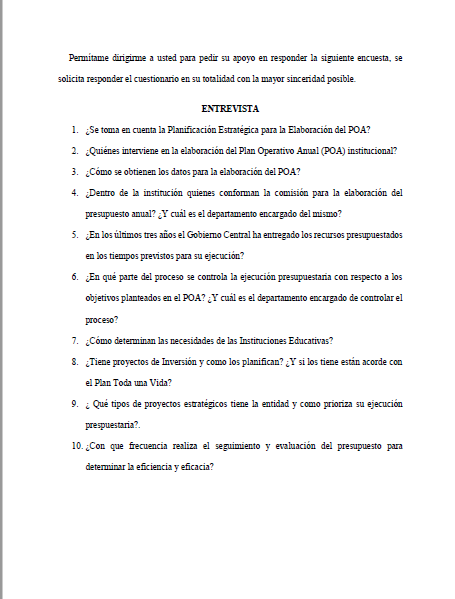 Permítame dirigirme a usted para pedir su apoyo en responder la siguiente encuesta, se
solicita responder el cuestionario en su totalidad con la mayor sinceridad posible.
ENTREVISTA
1. ¿Se toma en cuenta la Planificación Estratégica para la Elaboración del POA?
2. ¿Quiénes interviene en la elaboración del Plan Operativo Anual (POA) institucional?
3. ¿Cómo se obtienen los datos para la elaboración del POA?
4. ¿Dentro de la institución quienes conforman la comisión para la elaboración del
presupuesto anual? ¿Y cuál es el departamento encargado del mismo?
5. ¿En los últimos tres años el Gobierno Central ha entregado los recursos presupuestados
en los tiempos previstos para su ejecución?
6. ¿En qué parte del proceso se controla la ejecución presupuestaria con respecto a los
objetivos planteados en el POA? ¿Y cuál es el departamento encargado de controlar el
proceso?
7. ¿Cómo determinan las necesidades de las Instituciones Educativas?
8. ¿Tiene proyectos de Inversión y como los planifican? ¿Y si los tiene están acorde con
el Plan Toda una Vida?
9. ¿ Qué tipos de proyectos estratégicos tiene la entidad y como prioriza su ejecución
prespuestaria?.
10. ¿Con que frecuencia realiza el seguimiento y evaluación del presupuesto para
determinar la eficiencia y eficacia?